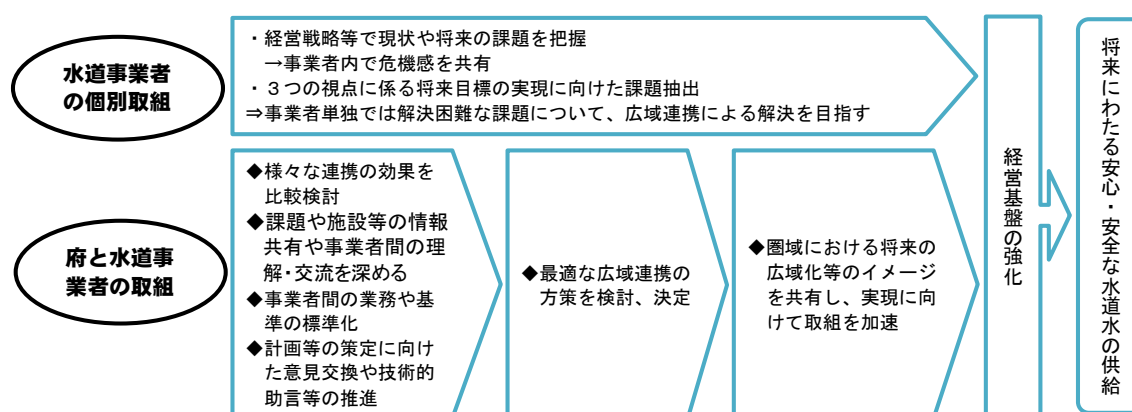 水道事業者
の個別取組
・経営戦略等で現状や将来の課題を把握
→事業者内で危機感を共有
・３つの視点に係る将来目標の実現に向けた課題抽出
⇒事業者単独では解決困難な課題について、広域連携による解決を目指す
府と水道事
業者の取組
◆様々な連携の効果を
比較検討
◆課題や施設等の情報
共有や事業者間の理
解・交流を深める
◆事業者間の業務や基
準の標準化
◆計画等の策定に向け
た意見交換や技術的
助言等の推進
◆最適な広域連携の
方策を検討、決定
◆圏域における将来の
広域化等のイメージ
を共有し、実現に向
けて取組を加速
経営基盤の強化
将来にわたる安心・安全な水道水の供給